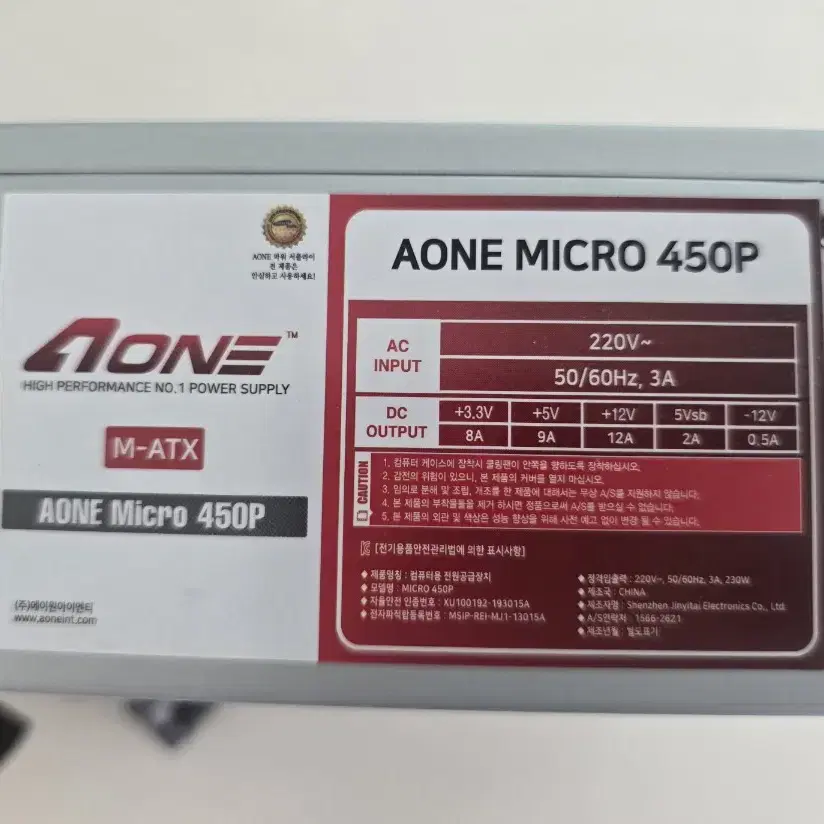 AONE 파워 서플라이
전 제품은
안심하고 사용하세요!
AONE™
HIGH PERFORMANCE NO.1 POWER SUPPLY
M-ATX
AONE Micro 450P
(주)에이원아이엔티
www.aoneint.com
AONE MICRO 450P
AC INPUT
220V~
50/60Hz, 3A
DC OUTPUT
+3.3V +5V +12V 5Vsb -12V
8A 9A 12A 2A 0.5A
CAUTION
1. 컴퓨터 케이스에 장착시 쿨링팬이 안쪽을 향하도록 장착하십시오.
2. 감전의 위험이 있으니, 본 제품의 커버를 열지 마십시오.
3. 임의로 분해 및 조립, 개조를 한 제품에 대해서는 무상 A/S를 지원하지 않습니다.
4. 본 제품의 부착물들을 제거 하시면 정품으로써 A/S를 받으실 수 없습니다.
5. 본 제품의 외관 및 색상은 성능 향상을 위해 사전 예고 없이 변경 될 수 있습니다.
[전기용품안전관리법에 의한 표시사항]
◆ 제품명칭 : 컴퓨터용 전원공급장치
◆ 모델명 : MICRO 450P
◆ 자율안전 인증번호 : XU100192-193015A
◆ 전자파적합등록번호 : MSIP-REI-MJ1-13015A
◆ 정격입출력 : 220V~, 50/60Hz, 3A, 230W
◆ 제조국 : CHINA
◆ 제조자명 : Shenzhen Jinyitai Electronics Co., Ltd
◆ A/S연락처 : 1566-2621
◆ 제조년월 : 별도표기